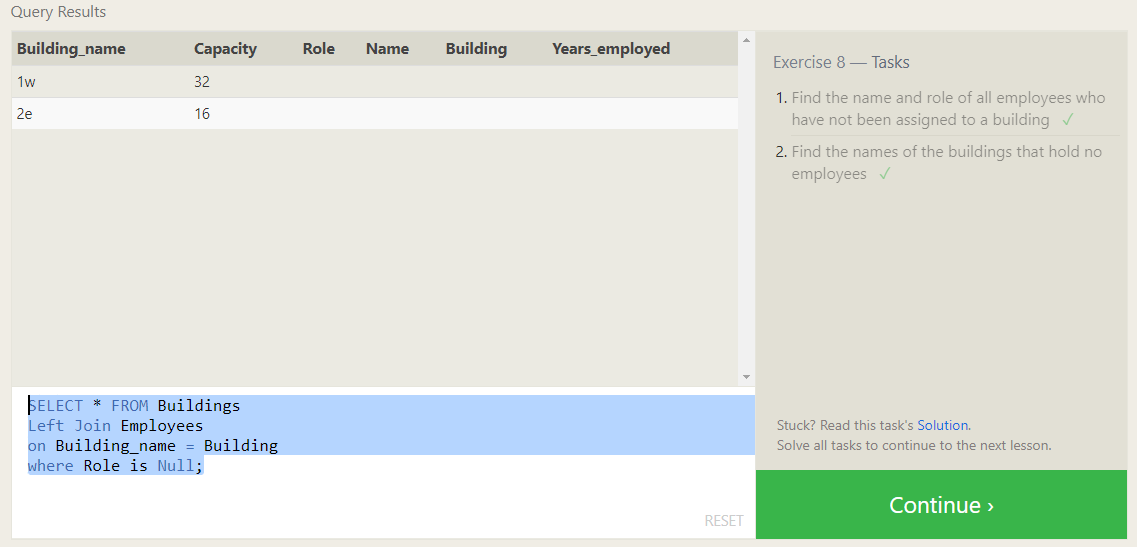 Query Results
Building_name Capacity Role Name Building Years_employed
1w 32
2e 16
SELECT * FROM Buildings
Left Join Employees
on Building_name = Building
where Role is Null;
RESET
Exercise 8 — Tasks
1. Find the name and role of all employees who
have not been assigned to a building ✓
2. Find the names of the buildings that hold no
employees ✓
Stuck? Read this task's Solution.
Solve all tasks to continue to the next lesson.
Continue ›